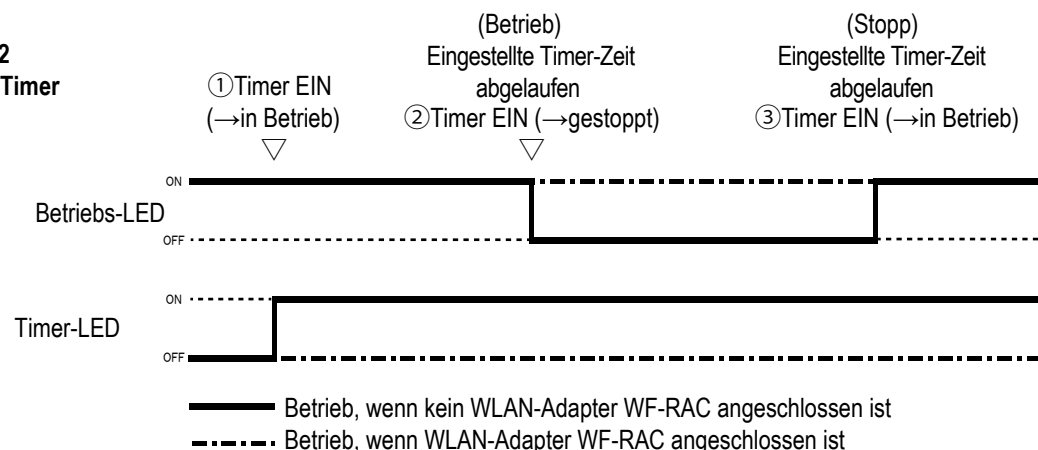 2
Timer
①Timer EIN
(→in Betrieb)
(Betrieb)
Eingestellte Timer-Zeit
abgelaufen
②Timer EIN (→gestoppt)
(Stopp)
Eingestellte Timer-Zeit
abgelaufen
③Timer EIN (→in Betrieb)
ON
Betriebs-LED
OFF
ON
Timer-LED
OFF
Betrieb, wenn kein WLAN-Adapter WF-RAC angeschlossen ist
Betrieb, wenn WLAN-Adapter WF-RAC angeschlossen ist